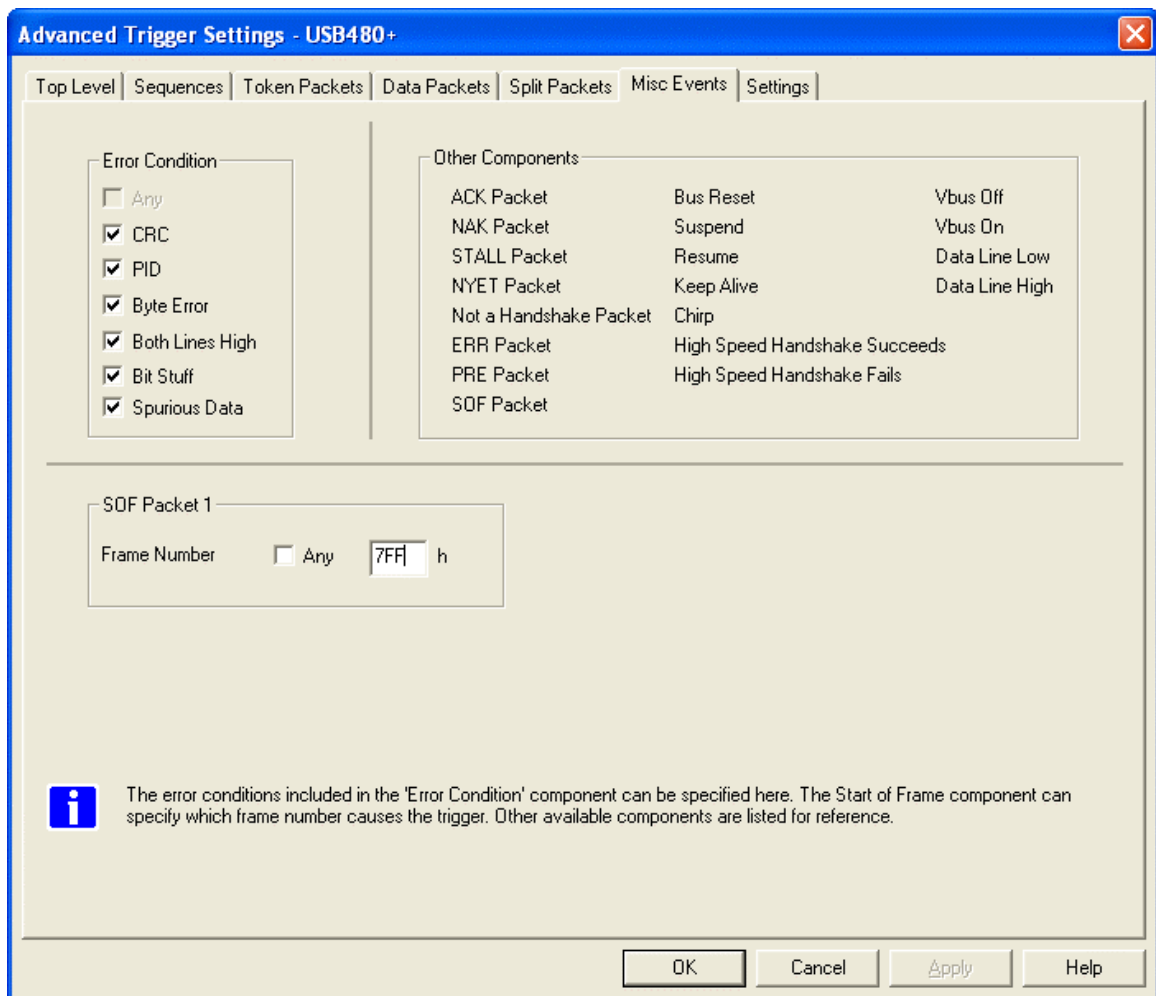 Advanced Trigger Settings - USB480+
Top Level Sequences Token Packets Data Packets Split Packets Misc Events Settings
Error Condition
Any
CRC
PID
Byte Error
Both Lines High
Bit Stuff
Spurious Data
Other Components
ACK Packet Bus Reset Vbus Off
NAK Packet Suspend Vbus On
STALL Packet Resume Data Line Low
NYET Packet Keep Alive Data Line High
Not a Handshake Packet Chirp
ERR Packet High Speed Handshake Succeeds
PRE Packet High Speed Handshake Fails
SOF Packet
SOF Packet 1
Frame Number Any 7FF h
i
The error conditions included in the 'Error Condition' component can be specified here. The Start of Frame component can
specify which frame number causes the trigger. Other available components are listed for reference.
OK Cancel Apply Help